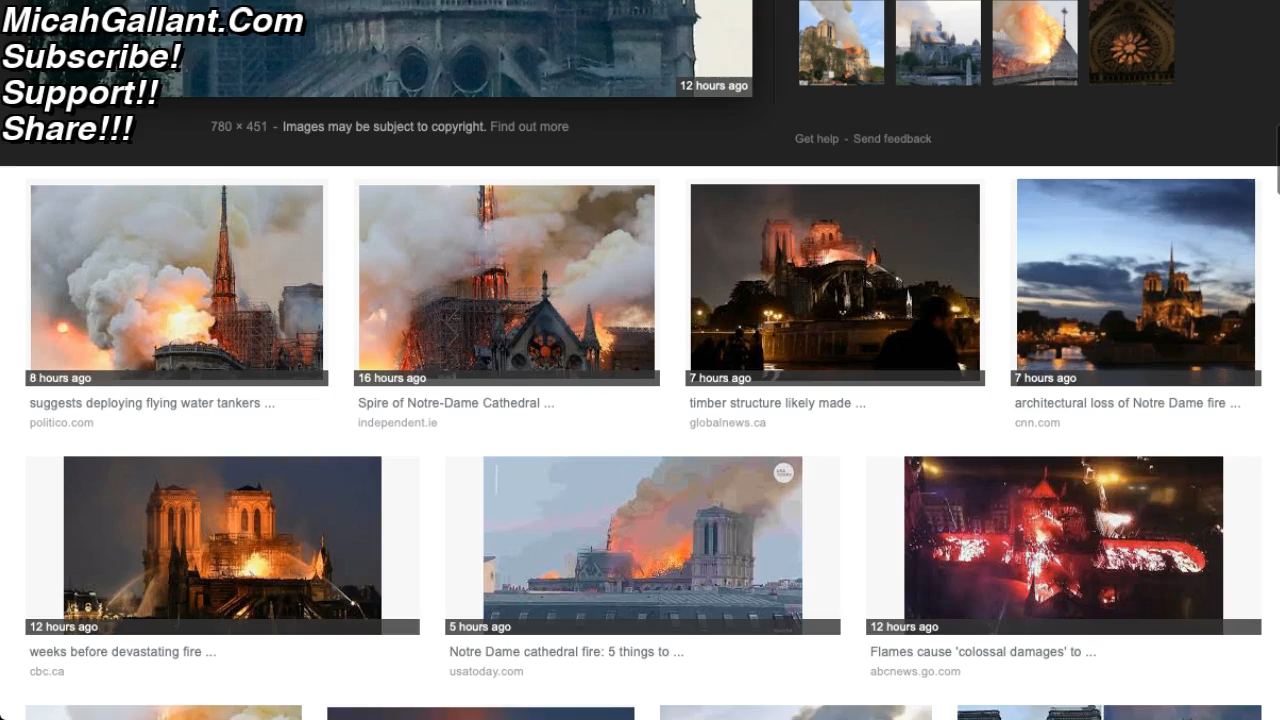 MicahGallant.Com
Subscribe!
Support!!
Share!!!
12 hours ago
780 × 451 - Images may be subject to copyright. Find out more
Get help - Send feedback
8 hours ago
16 hours ago
7 hours ago
7 hours ago
suggests deploying flying water tankers ...
Spire of Notre-Dame Cathedral ...
timber structure likely made ...
architectural loss of Notre Dame fire ...
politico.com
independent.ie
globalnews.ca
cnn.com
12 hours ago
5 hours ago
12 hours ago
weeks before devastating fire ...
Notre Dame cathedral fire: 5 things to ...
Flames cause 'colossal damages' to ...
cbc.ca
usatoday.com
abcnews.go.com